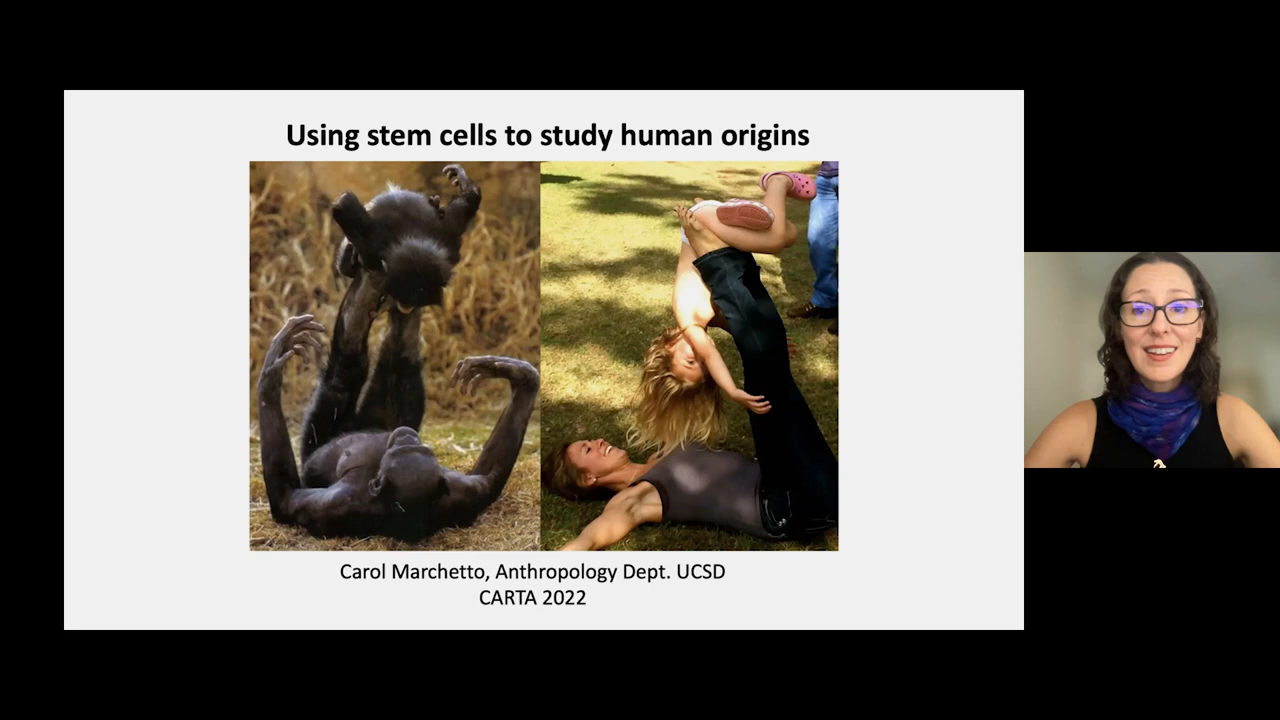 Using stem cells to study human origins
Carol Marchetto, Anthropology Dept. UCSD
CARTA 2022